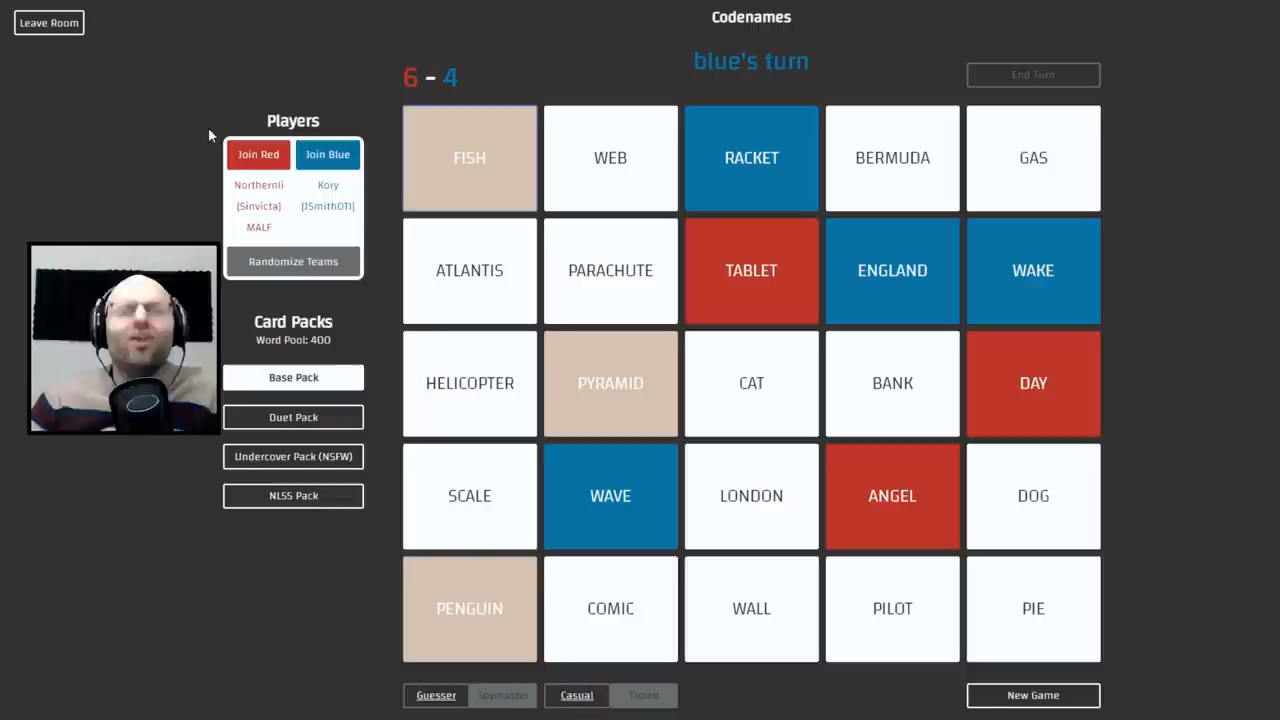 Leave Room
Codenames
blue's turn
6 - 4
End Turn
Players
Join Red
Join Blue
Northernli
Kory
[Sinvicta]
[JSmithOTI]
MALF
Randomize Teams
Card Packs
Word Pool: 400
Base Pack
Duet Pack
Undercover Pack (NSFW)
NLSS Pack
FISH
WEB
RACKET
BERMUDA
GAS
ATLANTIS
PARACHUTE
TABLET
ENGLAND
WAKE
HELICOPTER
PYRAMID
CAT
BANK
DAY
SCALE
WAVE
LONDON
ANGEL
DOG
PENGUIN
COMIC
WALL
PILOT
PIE
Guesser
Spymaster
Casual
Timed
New Game